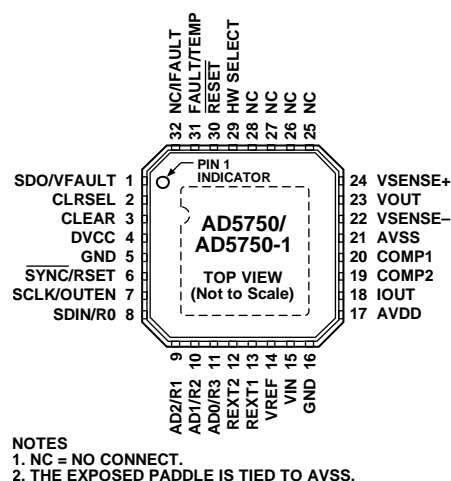 32 NC/IFAULT
31 FAULT/TEMP
30 RESET
29 HW SELECT
28 NC
27 NC
26 NC
25 NC
PIN 1
INDICATOR
SDO/VFAULT 1
CLRSEL 2
CLEAR 3
DVCC 4
GND 5
SYNC/RSET 6
SCLK/OUTEN 7
SDIN/R0 8
AD5750/
AD5750-1
TOP VIEW
(Not to Scale)
24 VSENSE+
23 VOUT
22 VSENSE–
21 AVSS
20 COMP1
19 COMP2
18 IOUT
17 AVDD
AD2/R1 9
AD1/R2 10
AD0/R3 11
REXT2 12
REXT1 13
VREF 14
VIN 15
GND 16
NOTES
1. NC = NO CONNECT.
2. THE EXPOSED PADDLE IS TIED TO AVSS.